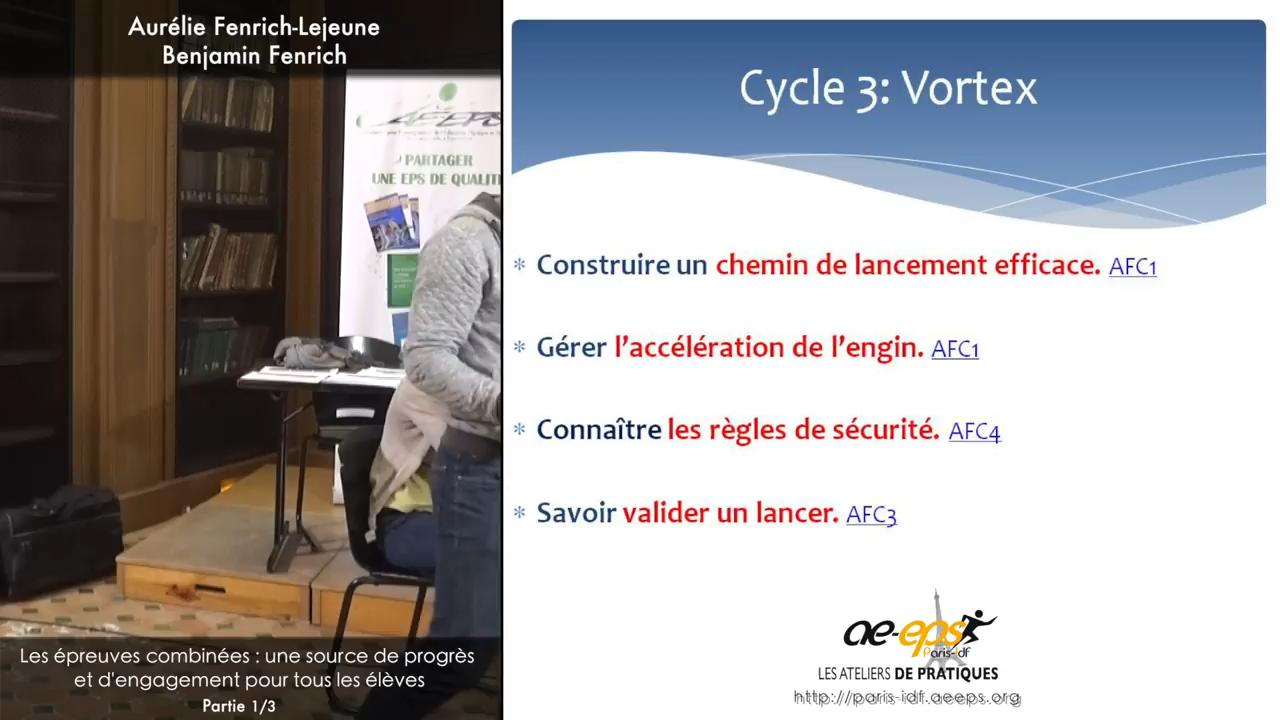 Aurélie Fenrich-Lejeune
Benjamin Fenrich
AEEPS
PARTAGER
UNE EPS DE QUALIT
Les épreuves combinées : une source de progrès
et d'engagement pour tous les élèves
Partie 1/3
Cycle 3: Vortex
* Construire un chemin de lancement efficace. AFC1
* Gérer l'accélération de l'engin. AFC1
* Connaître les règles de sécurité. AFC4
* Savoir valider un lancer. AFC3
ae-eps
Paris-idf
LES ATELIERS DE PRATIQUES
http://paris-idf.aeeps.org